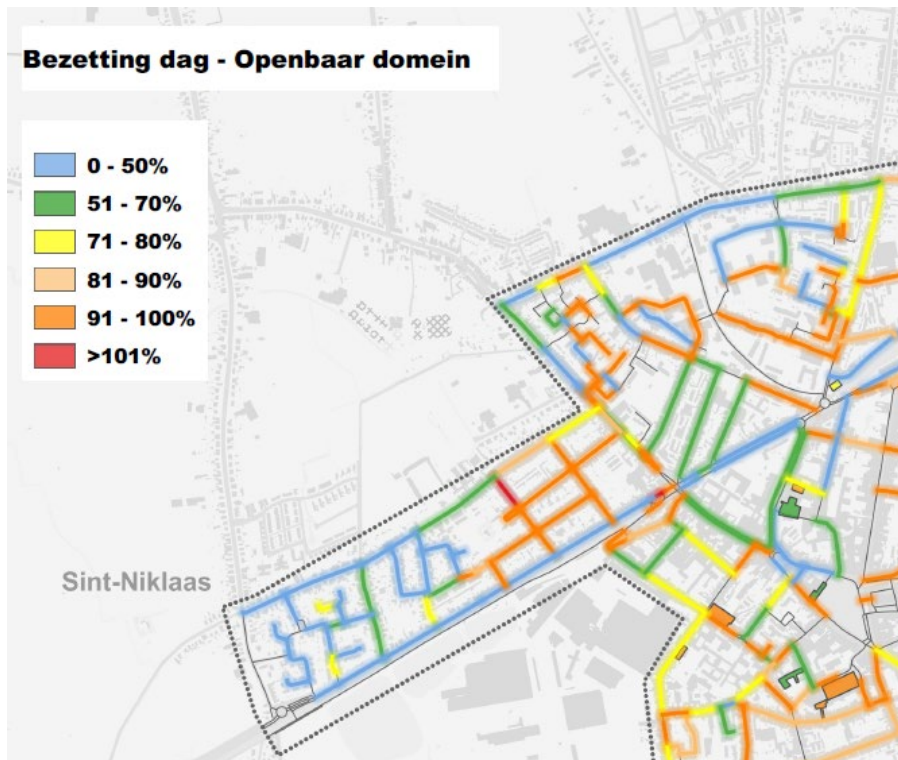 Bezetting dag - Openbaar domein
0 - 50%
51 - 70%
71 - 80%
81 - 90%
91 - 100%
>101%
Sint-Niklaas